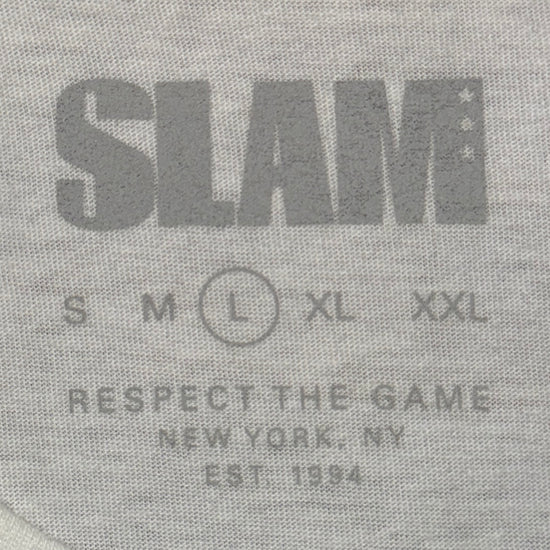 SLAM
S M L XL XXL
RESPECT THE GAME
NEW YORK, NY
EST. 1994